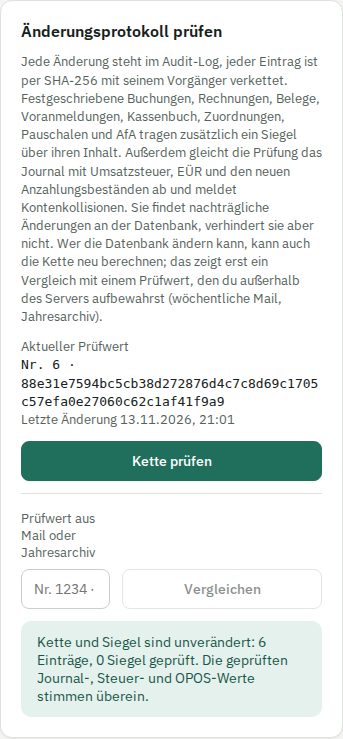 Änderungsprotokoll prüfen
Jede Änderung steht im Audit-Log, jeder Eintrag ist
per SHA-256 mit seinem Vorgänger verkettet.
Festgeschriebene Buchungen, Rechnungen, Belege,
Voranmeldungen, Kassenbuch, Zuordnungen,
Pauschalen und AfA tragen zusätzlich ein Siegel
über ihren Inhalt. Außerdem gleicht die Prüfung das
Journal mit Umsatzsteuer, EÜR und den neuen
Anzahlungsbeständen ab und meldet
Kontenkollisionen. Sie findet nachträgliche
Änderungen an der Datenbank, verhindert sie aber
nicht. Wer die Datenbank ändern kann, kann auch
die Kette neu berechnen; das zeigt erst ein
Vergleich mit einem Prüfwert, den du außerhalb
des Servers aufbewahrst (wöchentliche Mail,
Jahresarchiv).
Aktueller Prüfwert
Nr. 6 ·
88e31e7594bc5cb38d272876d4c7c8d69c1705
c57efa0e27060c62c1af41f9a9
Letzte Änderung 13.11.2026, 21:01
Kette prüfen
Prüfwert aus
Mail oder
Jahresarchiv
Nr. 1234 ·
Vergleichen
Kette und Siegel sind unverändert: 6
Einträge, 0 Siegel geprüft. Die geprüften
Journal-, Steuer- und OPOS-Werte
stimmen überein.